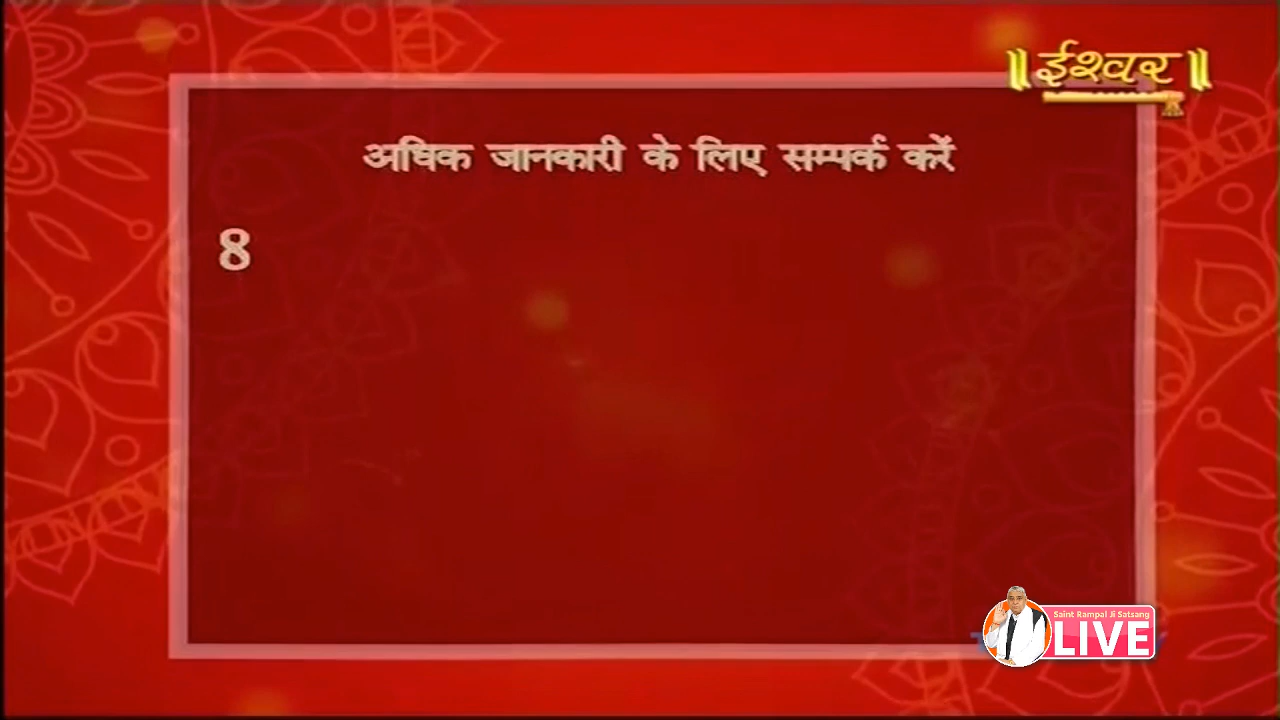 ॥ ईश्वर ॥
अधिक जानकारी के लिए सम्पर्क करें
8
Saint Rampal Ji Satsang
LIVE